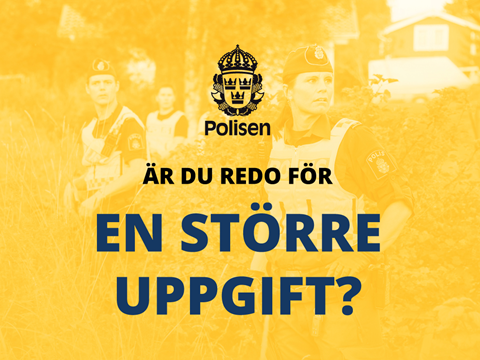 Polisen
ÄR DU REDO FÖR
EN STÖRRE
UPPGIFT?